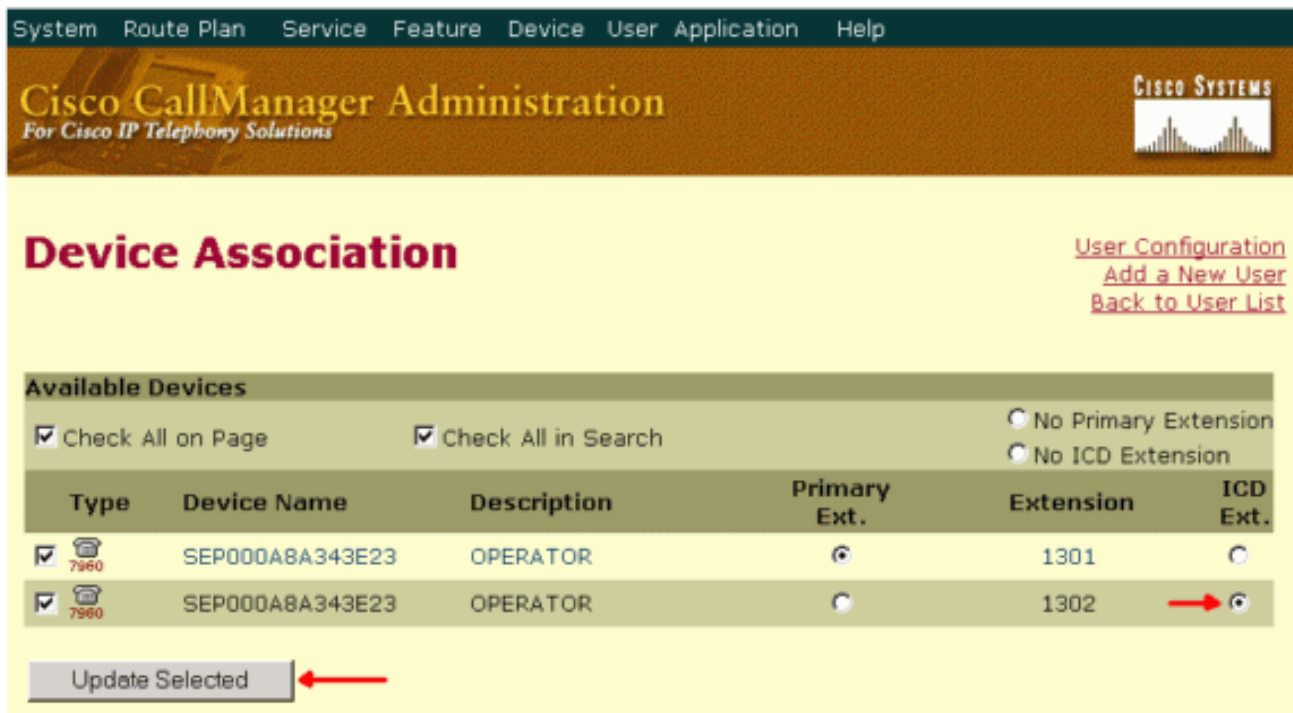 System Route Plan Service Feature Device User Application Help
Cisco CallManager Administration
For Cisco IP Telephony Solutions
CISCO SYSTEMS
Device Association
User Configuration
Add a New User
Back to User List
Available Devices
Check All on Page Check All in Search
No Primary Extension
No ICD Extension
Type Device Name Description Primary Ext. Extension ICD Ext.
7960 SEP000A8A343E23 OPERATOR 1301
7960 SEP000A8A343E23 OPERATOR 1302
Update Selected